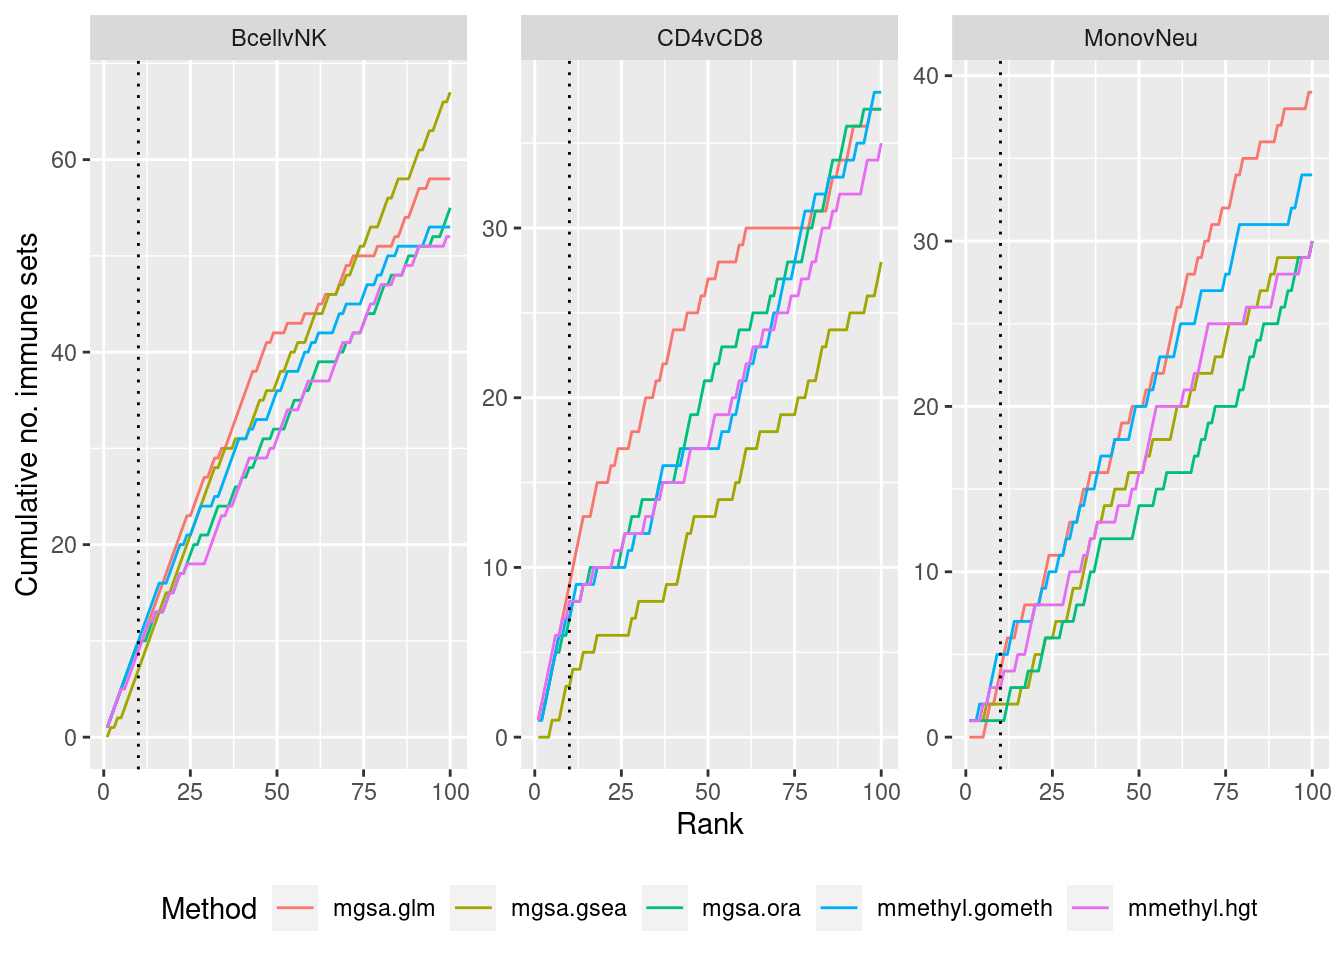 BcellvNK CD4vCD8 MonovNeu
Cumulative no. immune sets
60
40
20
0
30
20
10
0
40
30
20
10
0
0 25 50 75 100 0 25 50 75 100 0 25 50 75 100
Rank
Method mgsa.glm mgsa.gsea mgsa.ora mmethyl.gometh mmethyl.hgt